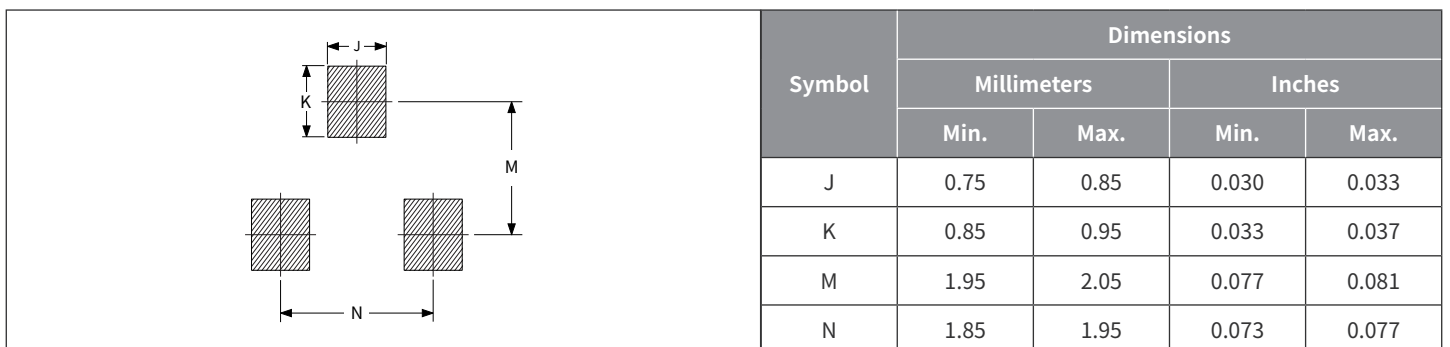 J
K
M
N
Symbol
Dimensions
Millimeters Inches
Min. Max. Min. Max.
J 0.75 0.85 0.030 0.033
K 0.85 0.95 0.033 0.037
M 1.95 2.05 0.077 0.081
N 1.85 1.95 0.073 0.077